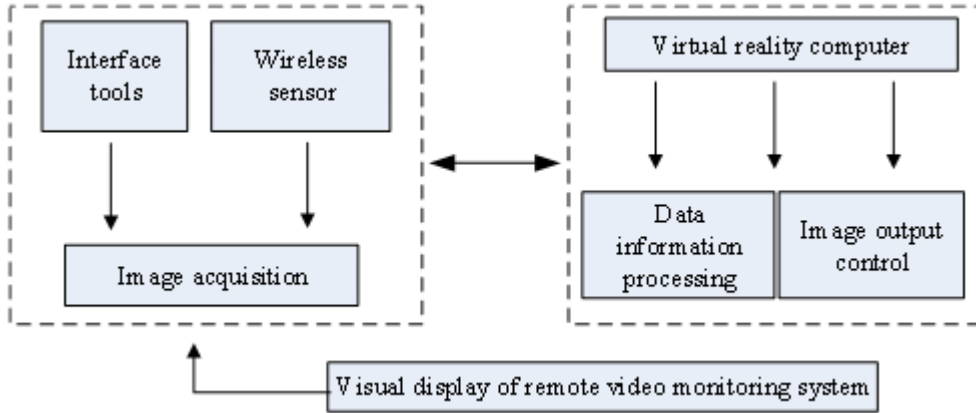 Interface
tools
Wireless
sensor
Image acquisition
Virtual reality computer
Data
information
processing
Image output
control
Visual display of remote video monitoring system